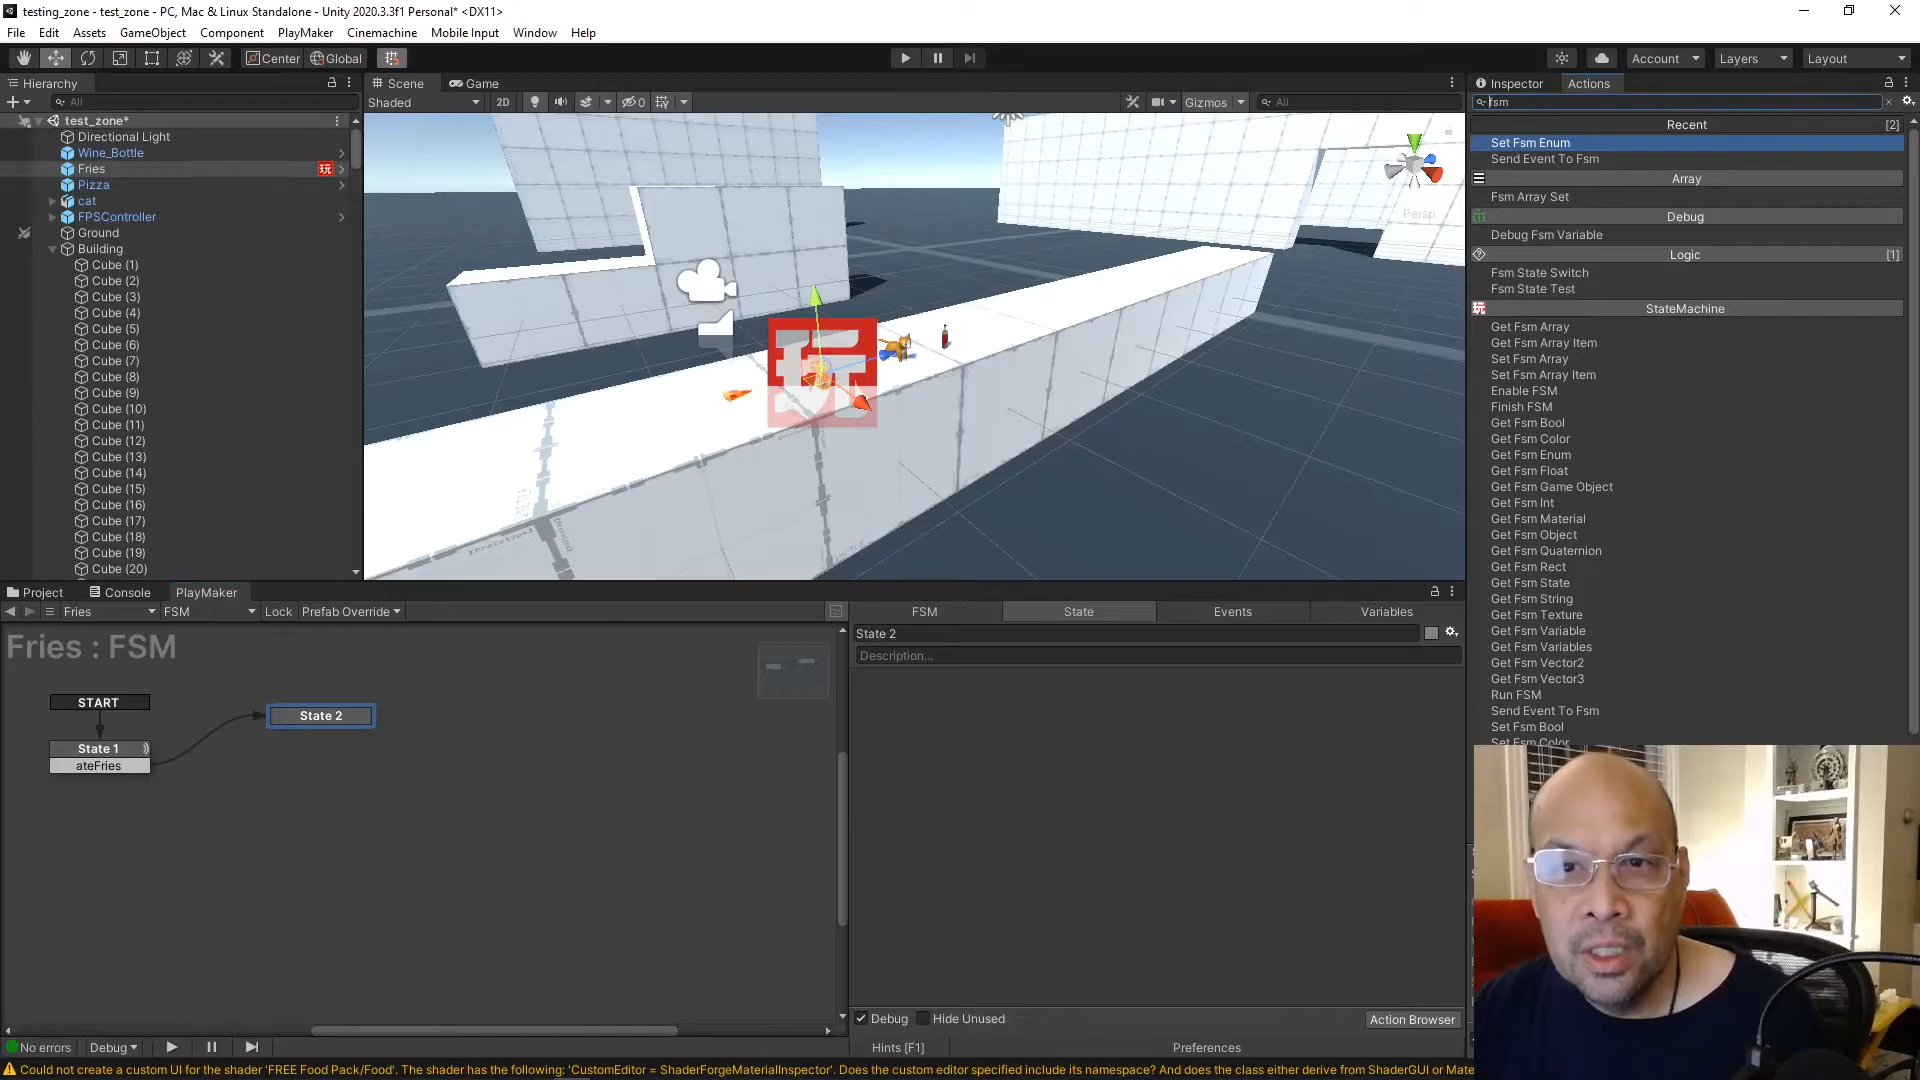 testing_zone - test_zone - PC, Mac & Linux Standalone - Unity 2020.3.3f1 Personal* <DX11>
File Edit Assets GameObject Component PlayMaker Cinemachine Mobile Input Window Help
Center Global Account Layers Layout
Hierarchy
All
test_zone*
Directional Light
Wine_Bottle
Fries 玩
Pizza
cat
FPSController
Ground
Building
Cube (1)
Cube (2)
Cube (3)
Cube (4)
Cube (5)
Cube (6)
Cube (7)
Cube (8)
Cube (9)
Cube (10)
Cube (11)
Cube (12)
Cube (13)
Cube (14)
Cube (15)
Cube (16)
Cube (17)
Cube (18)
Cube (19)
Cube (20)
Scene Game
Shaded 2D 0 Gizmos All
Persp
玩
[Prototype]
Inspector Actions
fsm
Recent [2]
Set Fsm Enum
Send Event To Fsm
Array
Fsm Array Set
Debug
Debug Fsm Variable
Logic [1]
Fsm State Switch
Fsm State Test
玩 StateMachine
Get Fsm Array
Get Fsm Array Item
Set Fsm Array
Set Fsm Array Item
Enable FSM
Finish FSM
Get Fsm Bool
Get Fsm Color
Get Fsm Enum
Get Fsm Float
Get Fsm Game Object
Get Fsm Int
Get Fsm Material
Get Fsm Object
Get Fsm Quaternion
Get Fsm Rect
Get Fsm State
Get Fsm String
Get Fsm Texture
Get Fsm Variable
Get Fsm Variables
Get Fsm Vector2
Get Fsm Vector3
Run FSM
Send Event To Fsm
Set Fsm Bool
Set Fsm Color
Project Console PlayMaker
Fries FSM Lock Prefab Override
Fries : FSM
START
State 1
ateFries
State 2
FSM State Events Variables
State 2
Description...
Debug Hide Unused Action Browser
No errors Debug Hints [F1] Preferences
Could not create a custom UI for the shader 'FREE Food Pack/Food'. The shader has the following: 'CustomEditor = ShaderForgeMaterialInspector'. Does the custom editor specified include its namespace? And does the class either derive from ShaderGUI or Mate